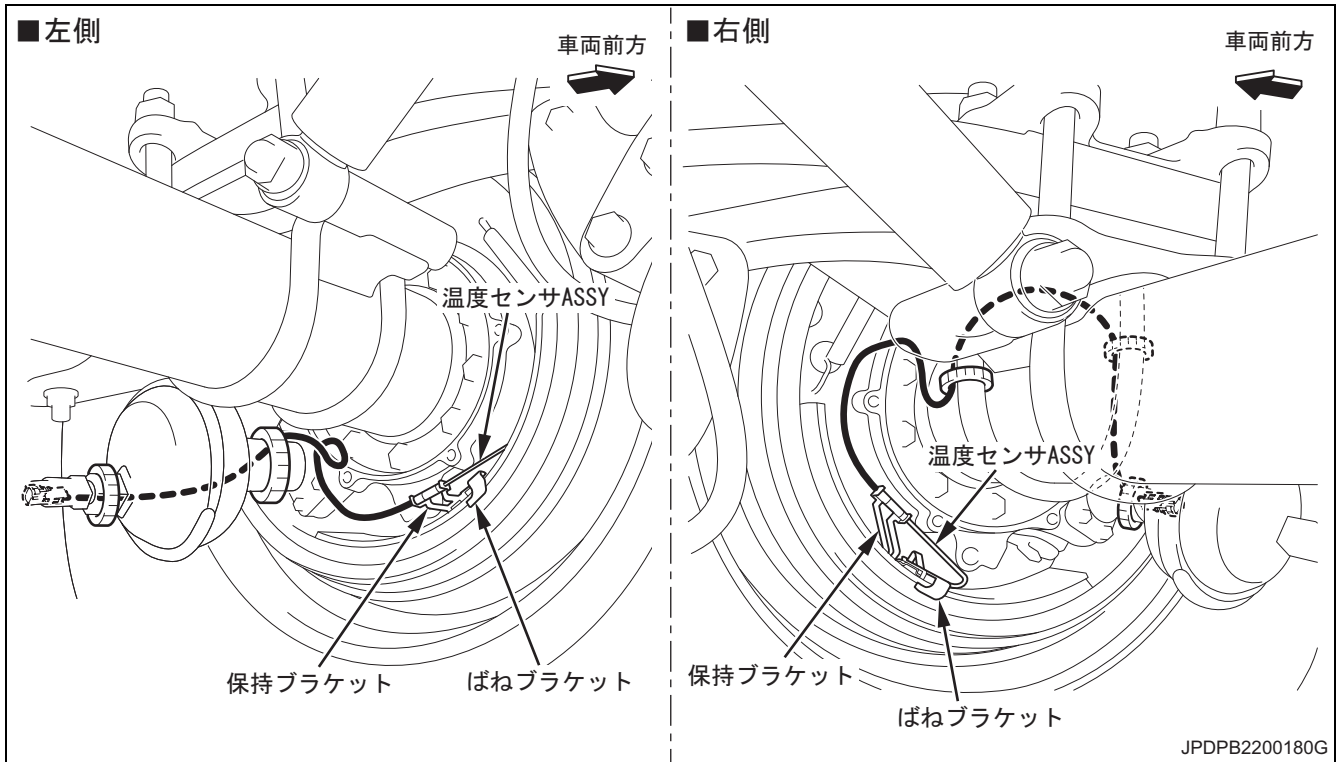 ■左側
車両前方
温度センサASSY
保持ブラケット
ばねブラケット
■右側
車両前方
温度センサASSY
保持ブラケット
ばねブラケット
JPDPB2200180G